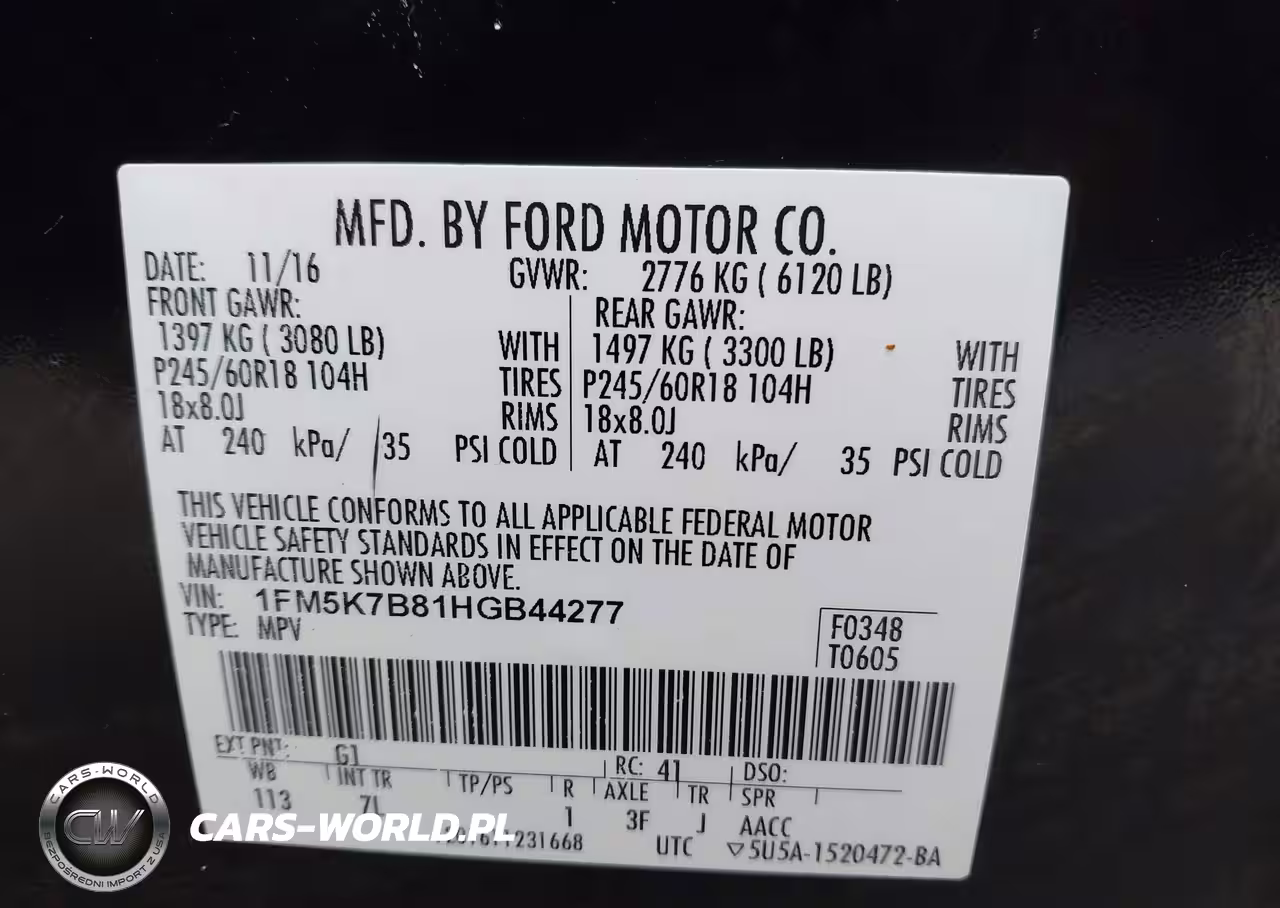 MFD. BY FORD MOTOR CO.
DATE: 11/16 GVWR: 2776 KG ( 6120 LB)
FRONT GAWR: REAR GAWR:
1397 KG ( 3080 LB) WITH 1497 KG ( 3300 LB) WITH
P245/60R18 104H TIRES P245/60R18 104H TIRES
18x8.0J RIMS 18x8.0J RIMS
AT 240 kPa/ 35 PSI COLD AT 240 kPa/ 35 PSI COLD
THIS VEHICLE CONFORMS TO ALL APPLICABLE FEDERAL MOTOR
VEHICLE SAFETY STANDARDS IN EFFECT ON THE DATE OF
MANUFACTURE SHOWN ABOVE.
VIN: 1FM5K7B81HGB44277
TYPE: MPV
F0348
T0605
EXT PNT: G1 RC: 41 DSO:
WB INT TR TP/PS R AXLE TR SPR
113 7L 1 3F J AACC
UTC ▽5U5A-1520472-BA
CARS-WORLD
CW
BEZPOŚREDNI IMPORT Z USA
CARS-WORLD.PL